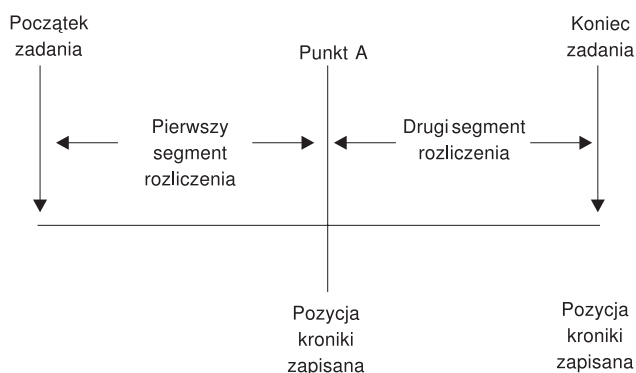 Początek
zadania
Punkt A
Koniec
zadania
Pierwszy
segment
rozliczenia
Drugi segment
rozliczenia
Pozycja
kroniki
zapisana
Pozycja
kroniki
zapisana